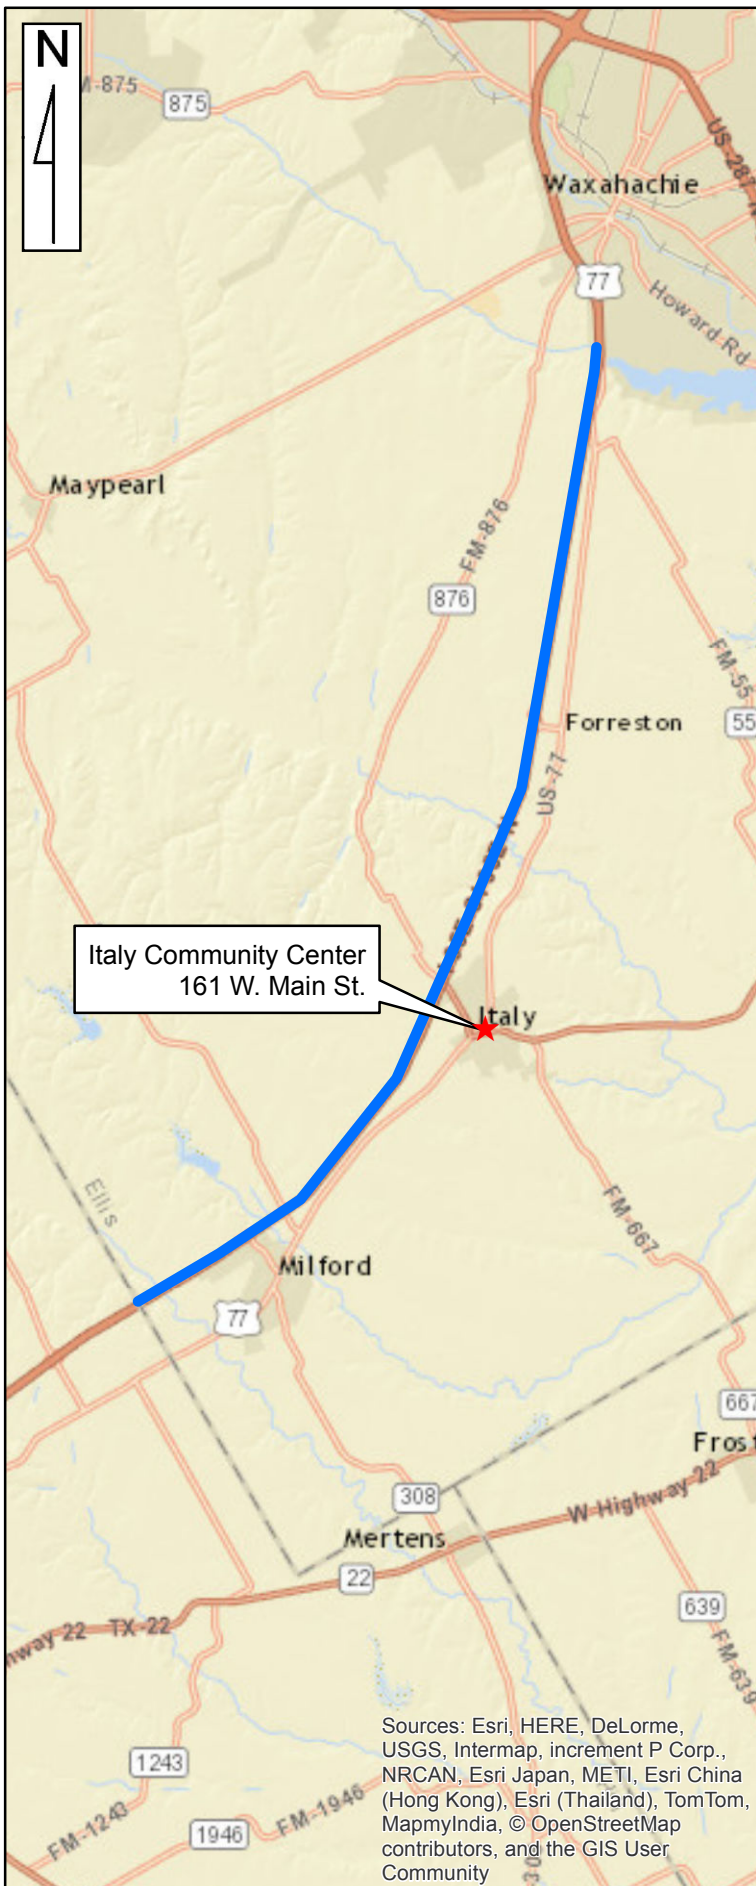 N
M-875
875
US-287
Waxahachie
77
Howard Rd
Maypearl
FM-876
876
FM-55
55
Forreston
US-77
Italy Community Center
161 W. Main St.
Italy
Ellis
FM-667
Milford
77
667
Frost
308
W Highway 22
Mertens
22
639
way 22 TX-22
FM-639
Sources: Esri, HERE, DeLorme,
USGS, Intermap, increment P Corp.,
NRCAN, Esri Japan, METI, Esri China
(Hong Kong), Esri (Thailand), TomTom,
MapmyIndia, © OpenStreetMap
contributors, and the GIS User
Community
1243
FM-1243
1946
FM-1946